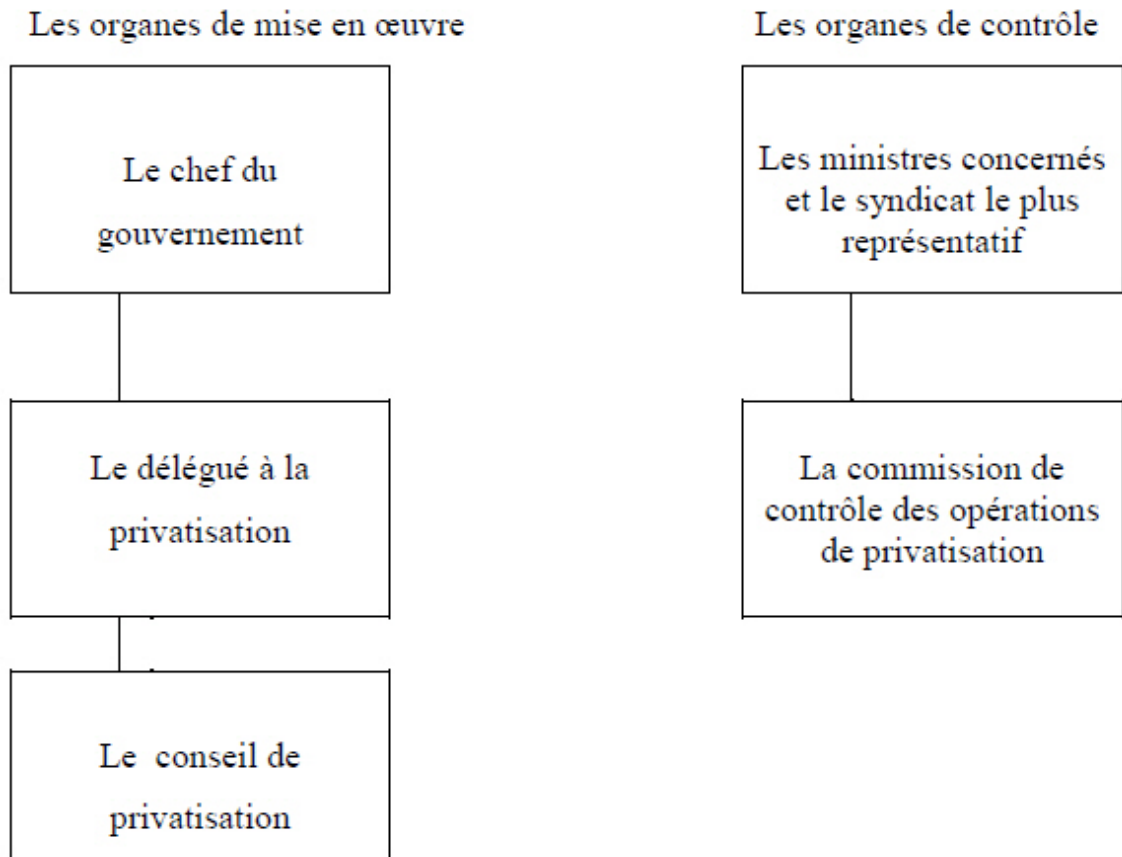 Les organes de mise en œuvre
Le chef du
gouvernement
Le délégué à la
privatisation
Le conseil de
privatisation
Les organes de contrôle
Les ministres concernés
et le syndicat le plus
représentatif
La commission de
contrôle des opérations
de privatisation